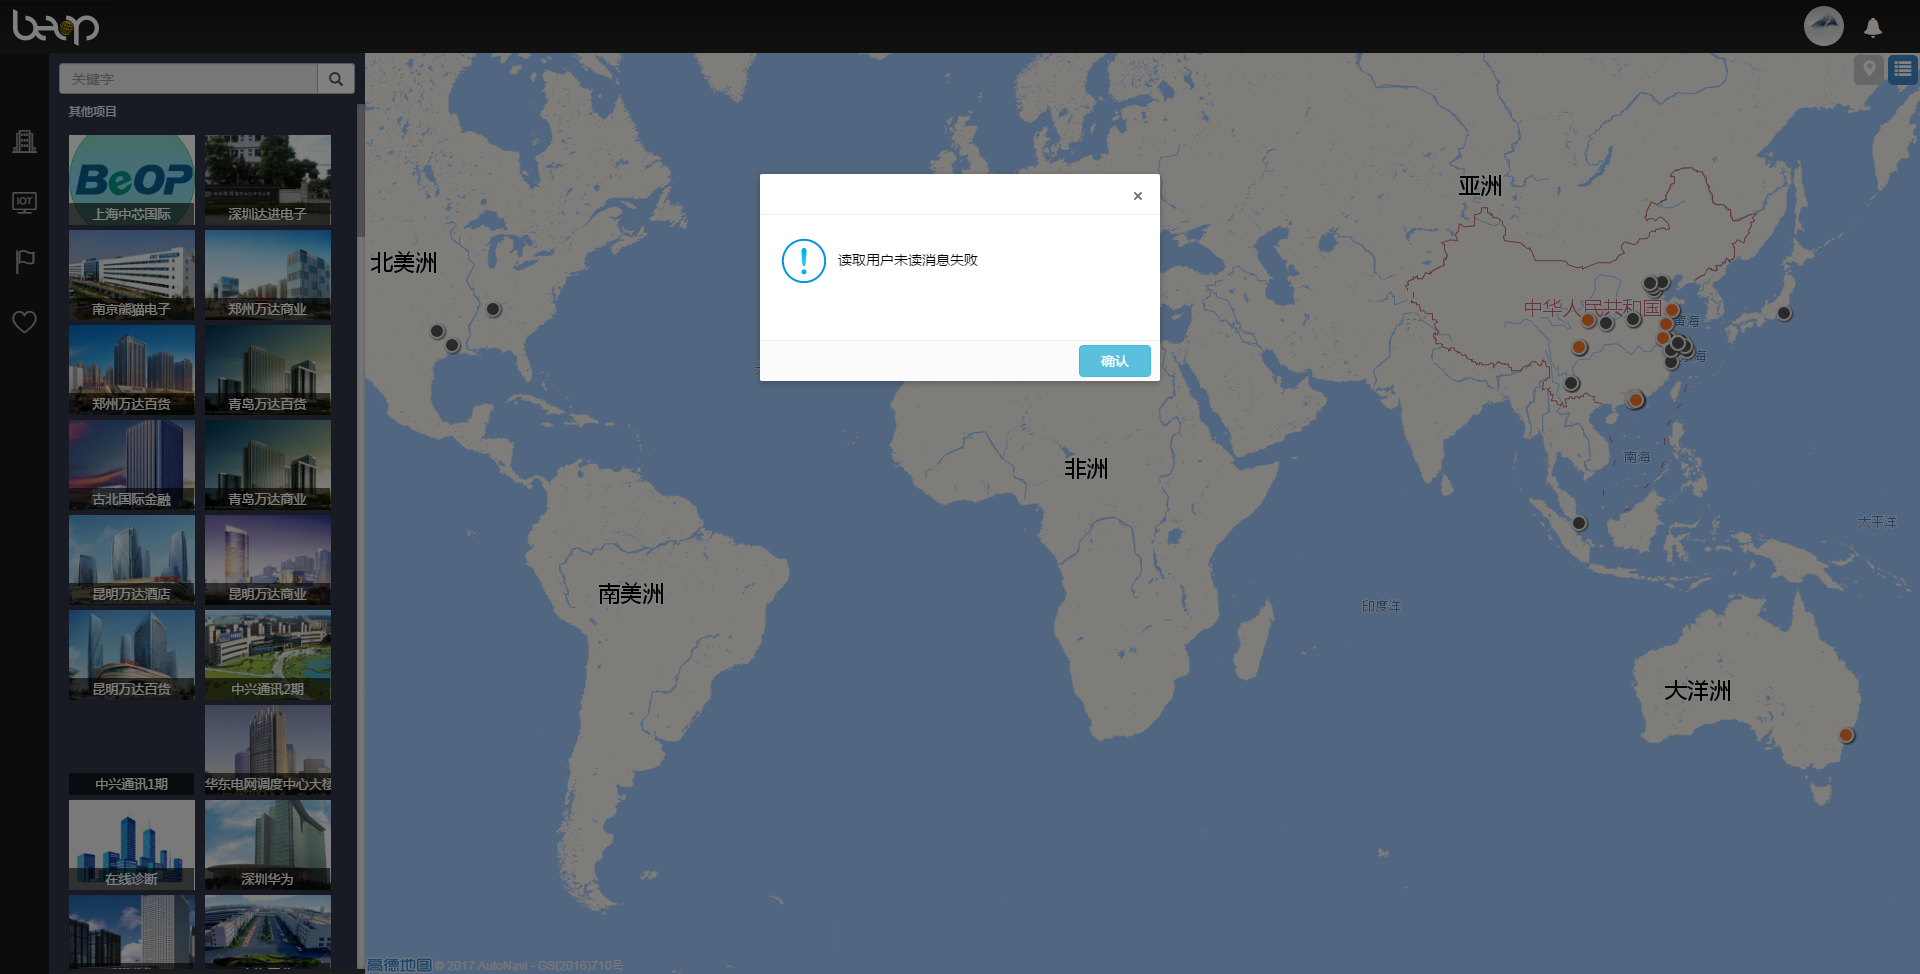 beop
关键字
其他项目
BeOP
上海中芯国际
深圳达进电子
南京熊猫电子
郑州万达商业
郑州万达百货
青岛万达百货
古北国际金融
青岛万达商业
昆明万达酒店
昆明万达商业
昆明万达百货
中兴通讯2期
中兴通讯1期
华东电网调度中心大楼
在线诊断
深圳华为
IOT
×
读取用户未读消息失败
确认
亚洲
北美洲
中华人民共和国
黄海
东海
非洲
南海
太平洋
南美洲
印度洋
大洋洲
高德地图 © 2017 AutoNavi - GS(2016)710号